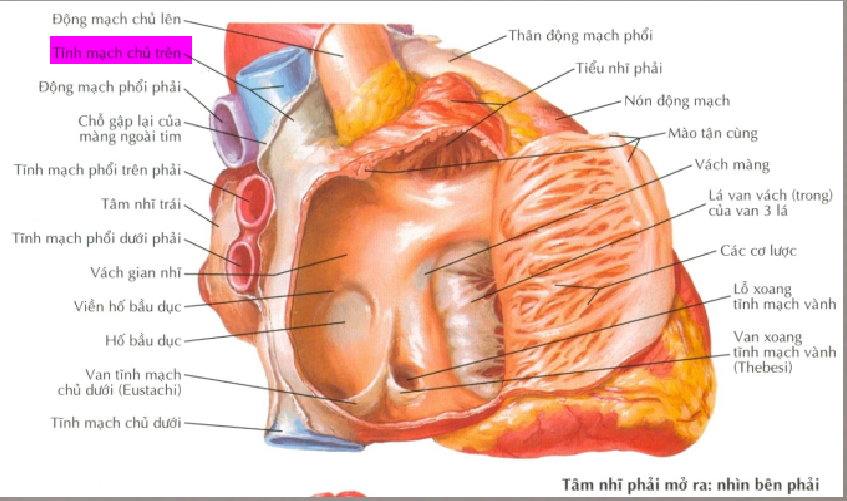 Động mạch chủ lên
Tĩnh mạch chủ trên
Động mạch phổi phải
Chỗ gấp lại của
màng ngoài tim
Tĩnh mạch phổi trên phải
Tâm nhĩ trái
Tĩnh mạch phổi dưới phải
Vách gian nhĩ
Viền hố bầu dục
Hố bầu dục
Van tĩnh mạch
chủ dưới (Eustachi)
Tĩnh mạch chủ dưới
Thân động mạch phổi
Tiểu nhĩ phải
Nón động mạch
Mào tận cùng
Vách màng
Lá van vách (trong)
của van 3 lá
Các cơ lược
Lỗ xoang
tĩnh mạch vành
Van xoang
tĩnh mạch vành
(Thebesi)
Tâm nhĩ phải mở ra: nhìn bên phải